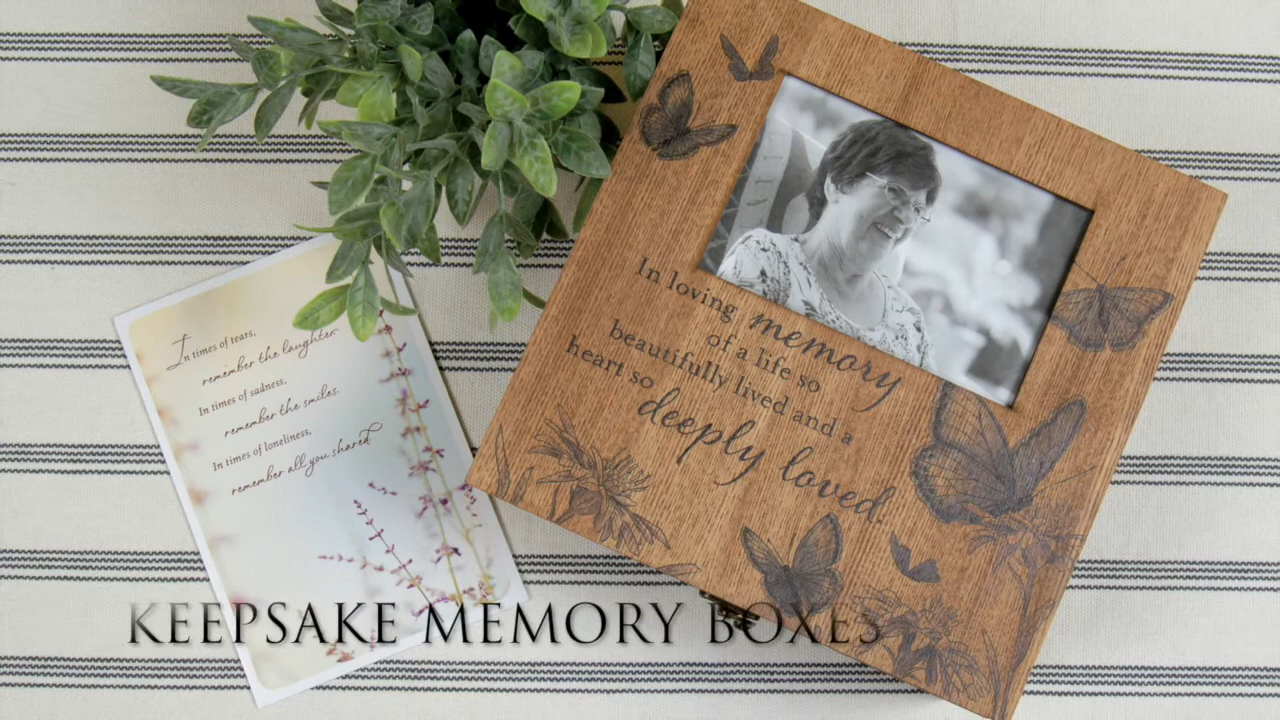 In times of tears,
remember the laughter.
In times of sadness,
remember the smiles.
In times of loneliness,
remember all you shared.
In loving memory
of a life so
beautifully lived and a
heart so deeply loved.
KEEPSAKE MEMORY BOXES